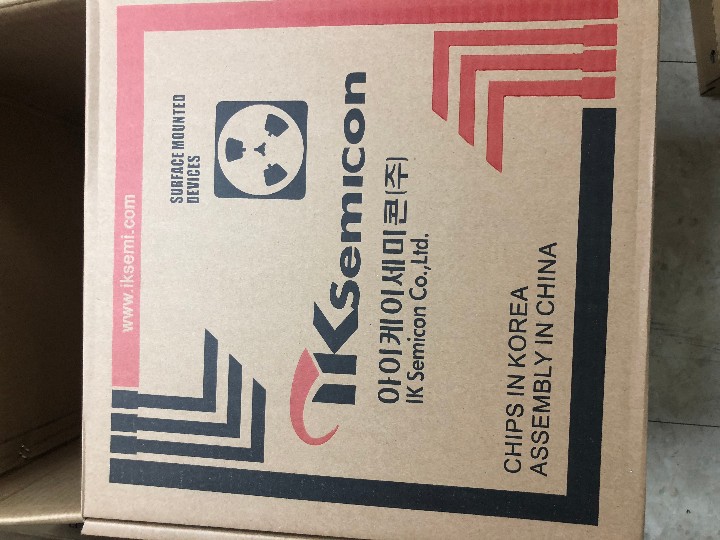 www.iksemi.com
SURFACE MOUNTED
DEVICES
IKsemicon
아이케이세미콘(주)
IK Semicon Co.,Ltd.
CHIPS IN KOREA
ASSEMBLY IN CHINA